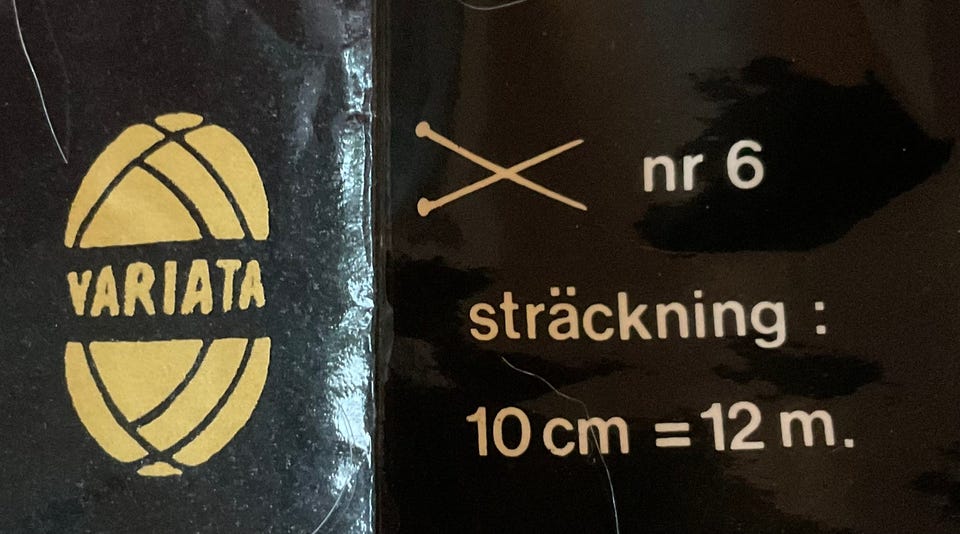 VARIATA
nr 6
sträckning :
10 cm = 12 m.